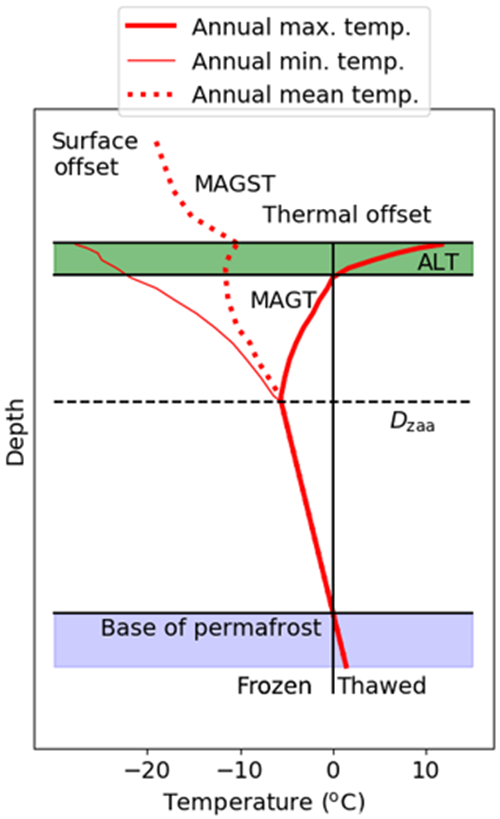 Annual max. temp.
Annual min. temp.
Annual mean temp.
Surface
offset
MAGST
Thermal offset
ALT
MAGT
Dzaa
Depth
Base of permafrost
Frozen
Thawed
−20
−10
0
10
Temperature (⁰C)